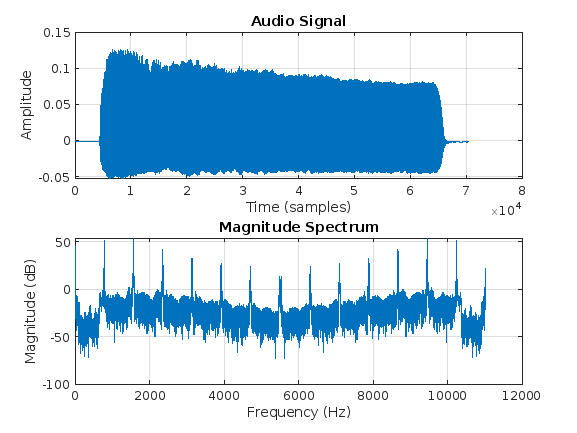 Audio Signal
0.15
0.1
0.05
0
-0.05
Amplitude
0 1 2 3 4 5 6 7 8
Time (samples)
×10^4
Magnitude Spectrum
50
0
-50
-100
Magnitude (dB)
0 2000 4000 6000 8000 10000 12000
Frequency (Hz)